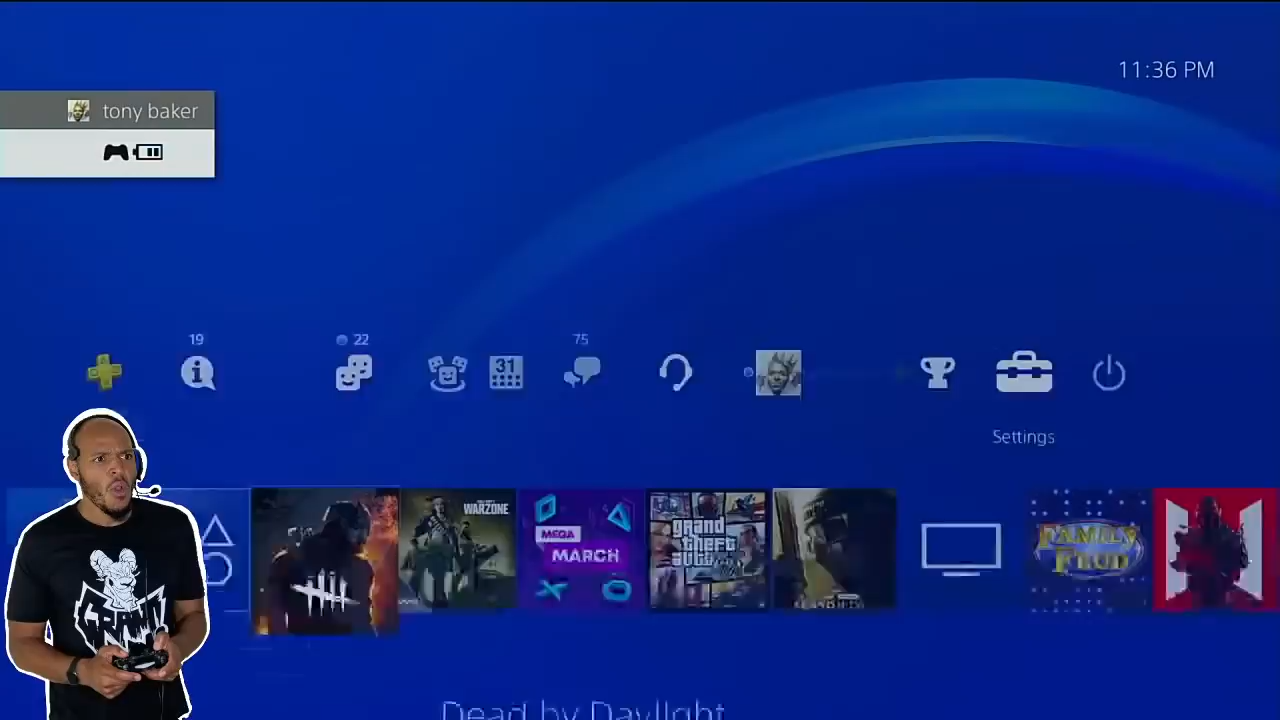 11:36 PM
tony baker
19
22
31
75
Settings
WARZONE
MEGA
MARCH
grand
theft
auto
FAMILY
FEUD
GRAMS
Dead by Daylight